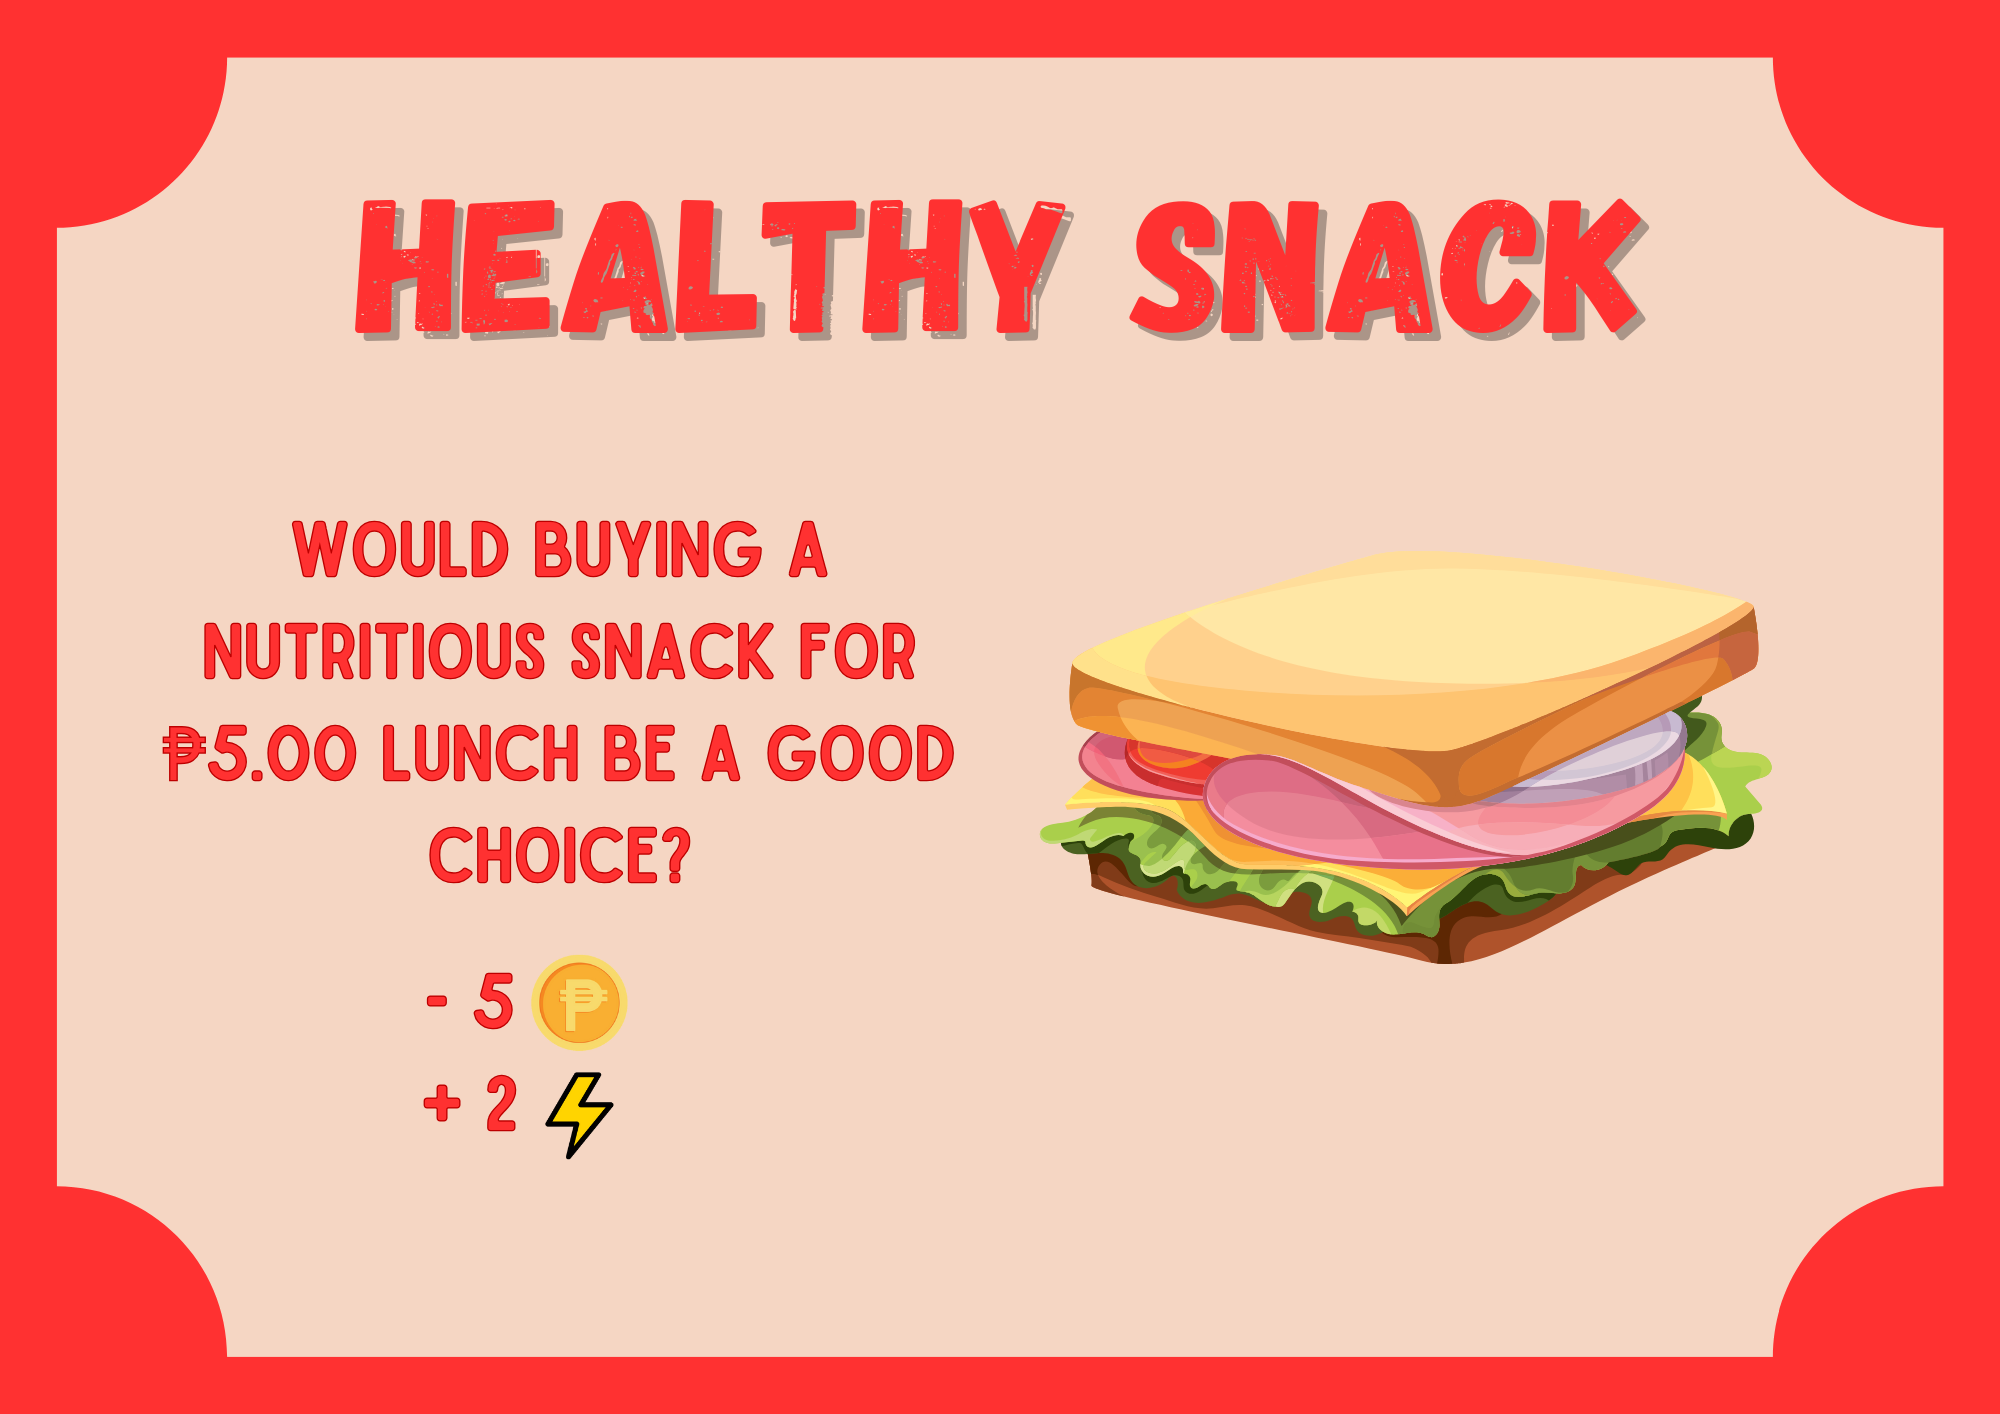 HEALTHY SNACK
WOULD BUYING A
NUTRITIOUS SNACK FOR
₱5.00 LUNCH BE A GOOD
CHOICE?
- 5 ₱
+ 2